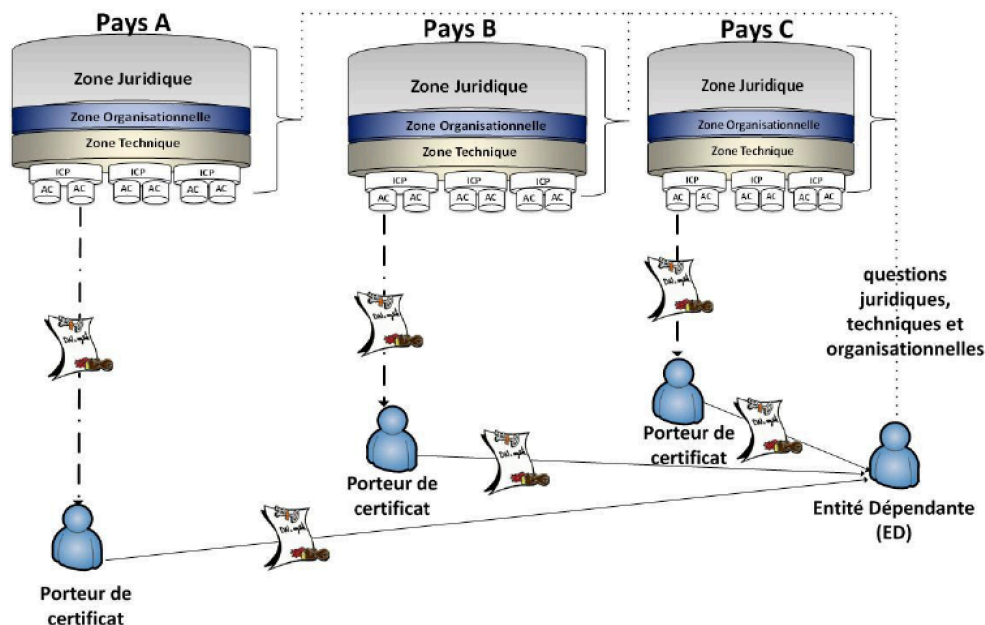 Pays A
Zone Juridique
Zone Organisationnelle
Zone Technique
ICP
ICP
ICP
AC
AC
AC
AC
AC
AC
Porteur de
certificat
Pays B
Zone Juridique
Zone Organisationnelle
Zone Technique
ICP
ICP
ICP
AC
AC
AC
AC
AC
AC
Porteur de
certificat
Pays C
Zone Juridique
Zone Organisationnelle
Zone Technique
ICP
ICP
ICP
AC
AC
AC
AC
AC
AC
Porteur de
certificat
questions
juridiques,
techniques et
organisationnelles
Entité Dépendante
(ED)